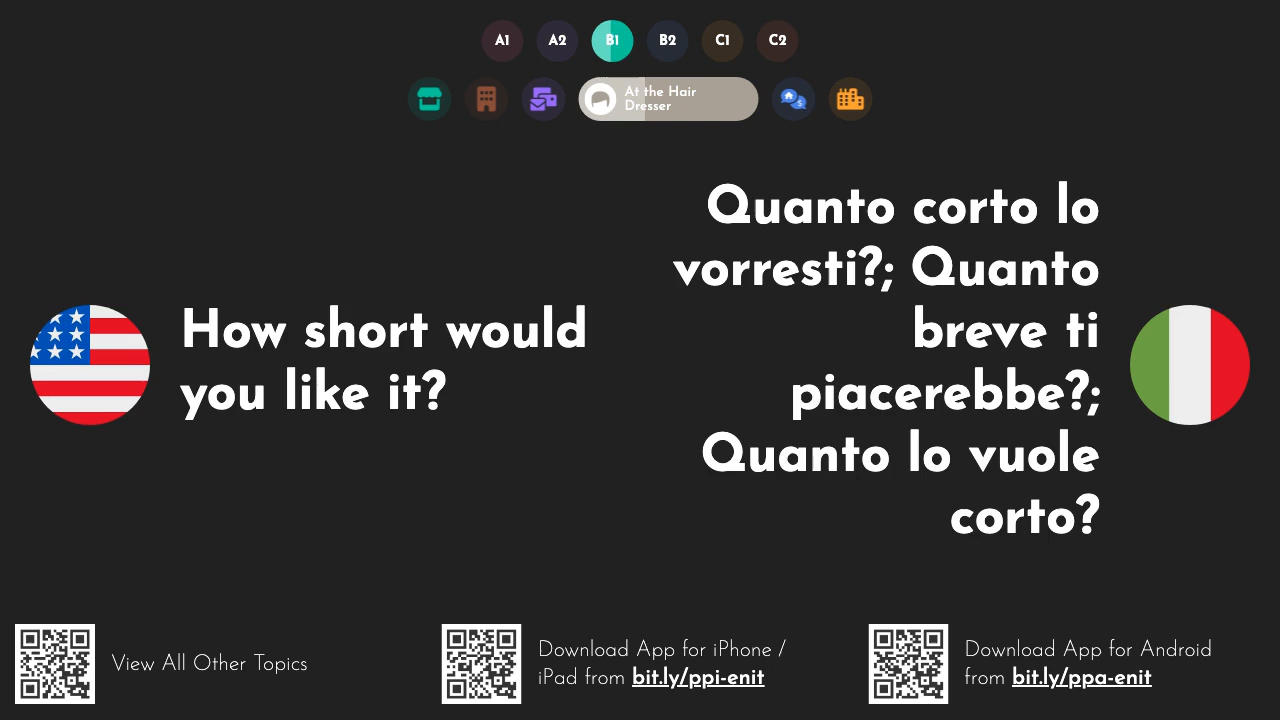 A1 A2 B1 B2 C1 C2
At the Hair
Dresser
How short would
you like it?
Quanto corto lo
vorresti?; Quanto
breve ti
piacerebbe?;
Quanto lo vuole
corto?
View All Other Topics
Download App for iPhone /
iPad from bit.ly/ppi-enit
Download App for Android
from bit.ly/ppa-enit